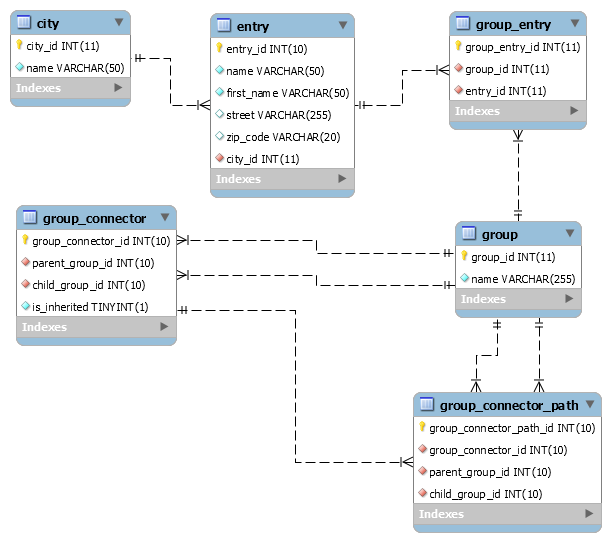 city
city_id INT(11)
name VARCHAR(50)
Indexes
entry
entry_id INT(10)
name VARCHAR(50)
first_name VARCHAR(50)
street VARCHAR(255)
zip_code VARCHAR(20)
city_id INT(11)
Indexes
group_entry
group_entry_id INT(11)
group_id INT(11)
entry_id INT(11)
Indexes
group_connector
group_connector_id INT(10)
parent_group_id INT(10)
child_group_id INT(10)
is_inherited TINYINT(1)
Indexes
group
group_id INT(11)
name VARCHAR(255)
Indexes
group_connector_path
group_connector_path_id INT(10)
group_connector_id INT(10)
parent_group_id INT(10)
child_group_id INT(10)
Indexes